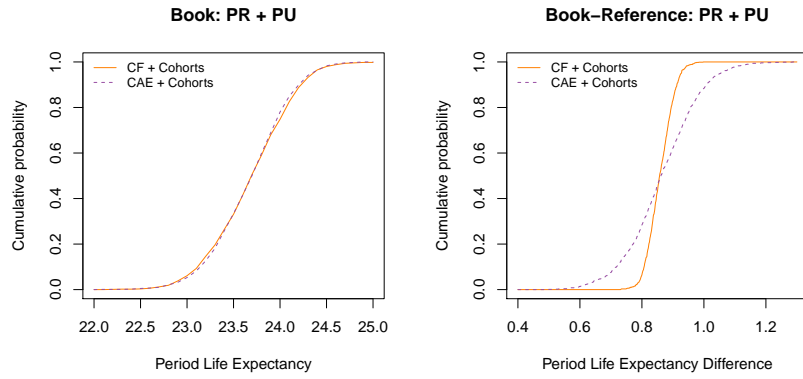 Book: PR + PU
Cumulative probability
1.0
0.8
0.6
0.4
0.2
0.0
CF + Cohorts
CAE + Cohorts
22.0 22.5 23.0 23.5 24.0 24.5 25.0
Period Life Expectancy
Book−Reference: PR + PU
Cumulative probability
1.0
0.8
0.6
0.4
0.2
0.0
CF + Cohorts
CAE + Cohorts
0.4 0.6 0.8 1.0 1.2
Period Life Expectancy Difference